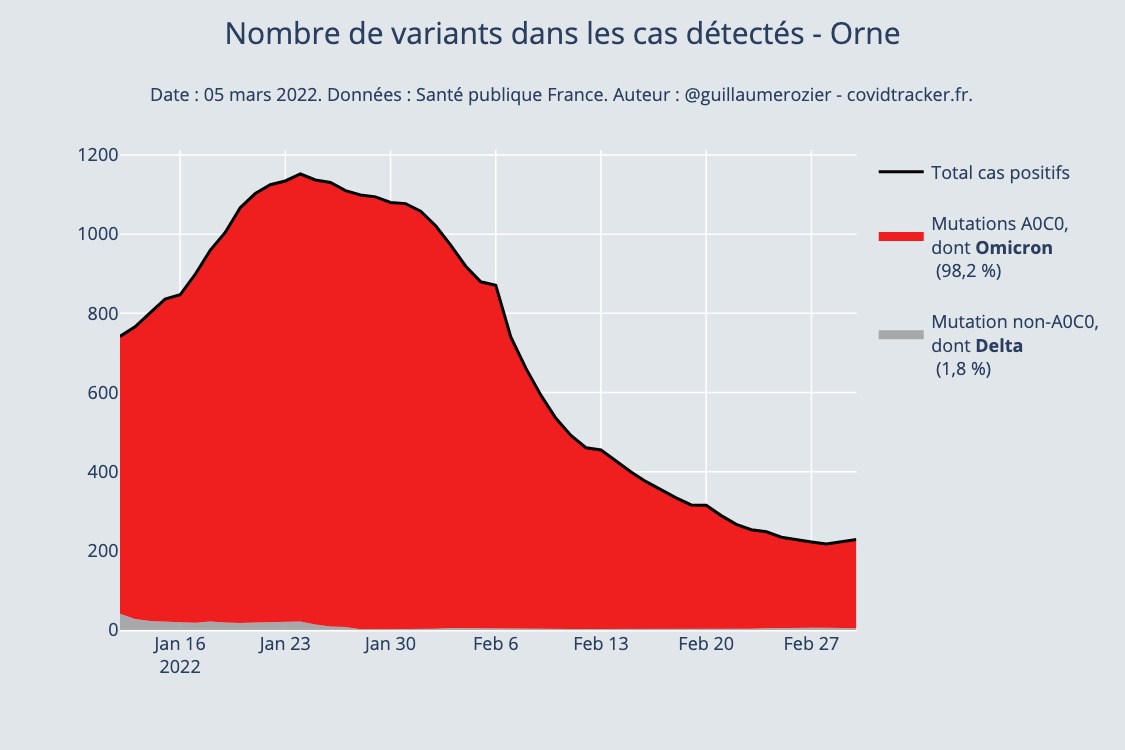 Nombre de variants dans les cas détectés - Orne
Date : 05 mars 2022. Données : Santé publique France. Auteur : @guillaumerozier - covidtracker.fr.
1200
1000
800
600
400
200
0
Jan 16
2022
Jan 23
Jan 30
Feb 6
Feb 13
Feb 20
Feb 27
Total cas positifs
Mutations A0C0,
dont Omicron
(98,2 %)
Mutation non-A0C0,
dont Delta
(1,8 %)